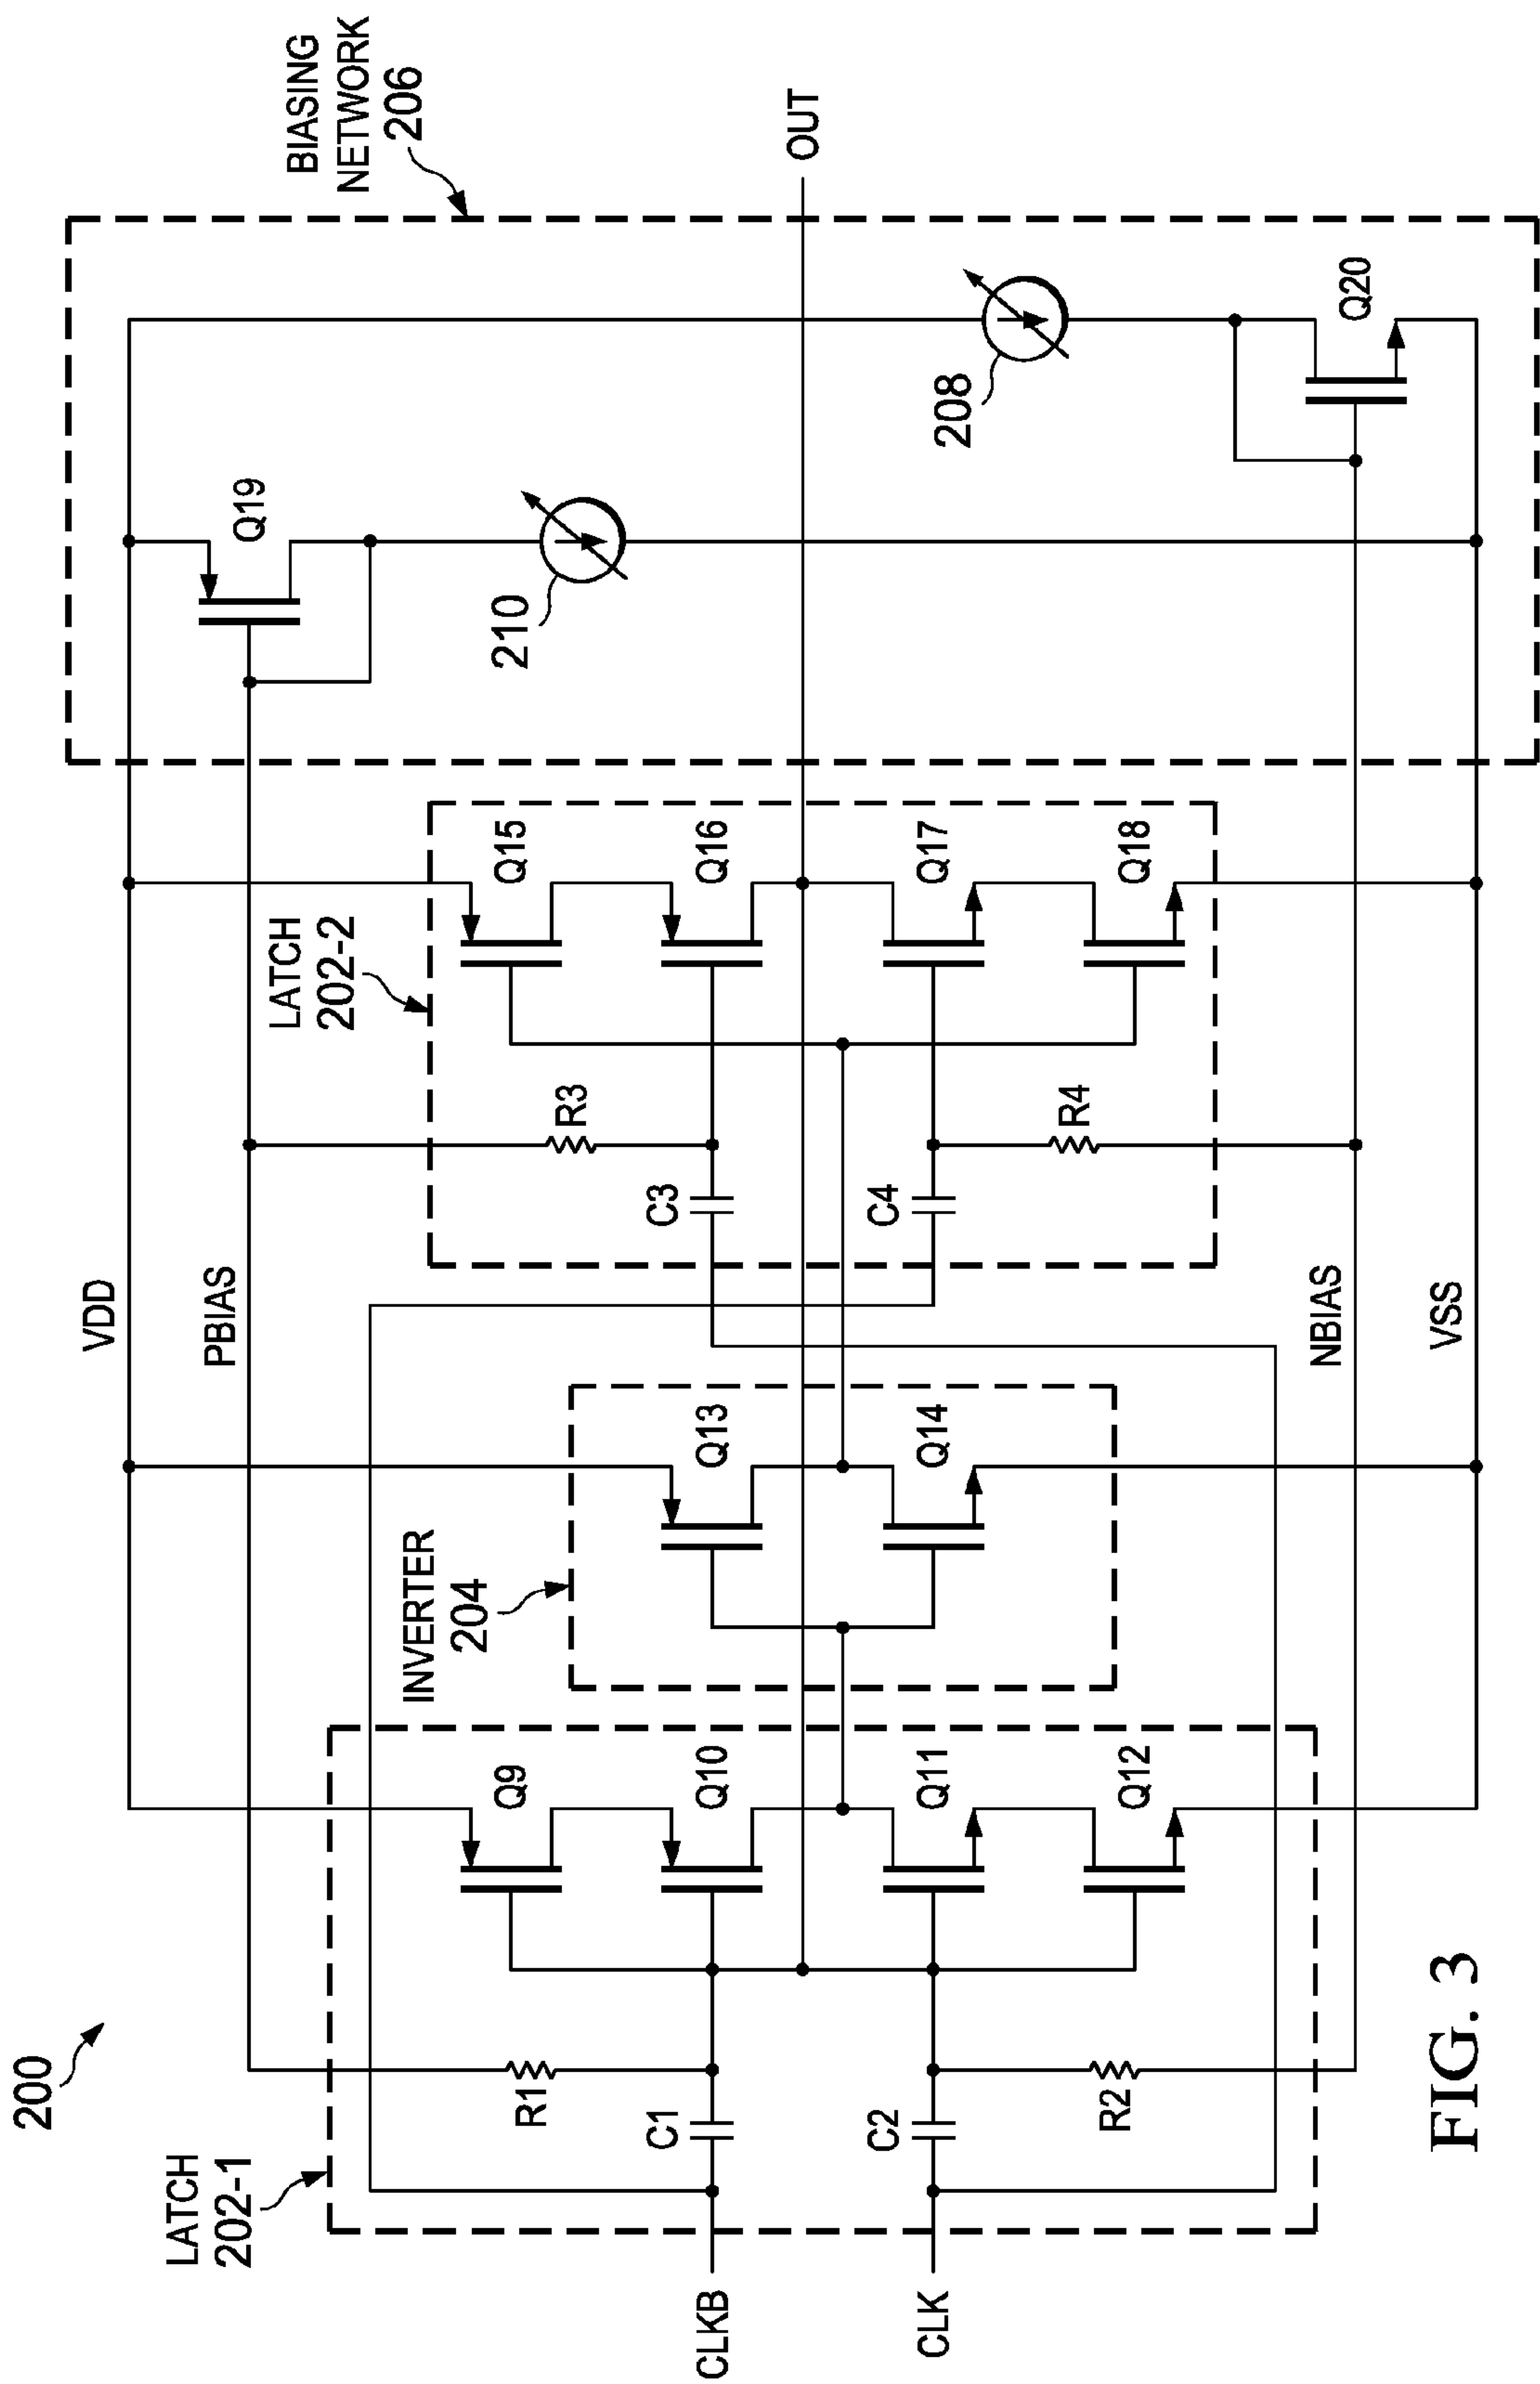 200
BIASING
NETWORK
206
VDD
PBIAS
Q19
210
208
Q20
OUT
LATCH
202-1
CLKB
CLK
C1
R1
C2
R2
Q9
Q10
Q11
Q12
INVERTER
204
Q13
Q14
LATCH
202-2
C3
R3
C4
R4
Q15
Q16
Q17
Q18
NBIAS
VSS
FIG. 3